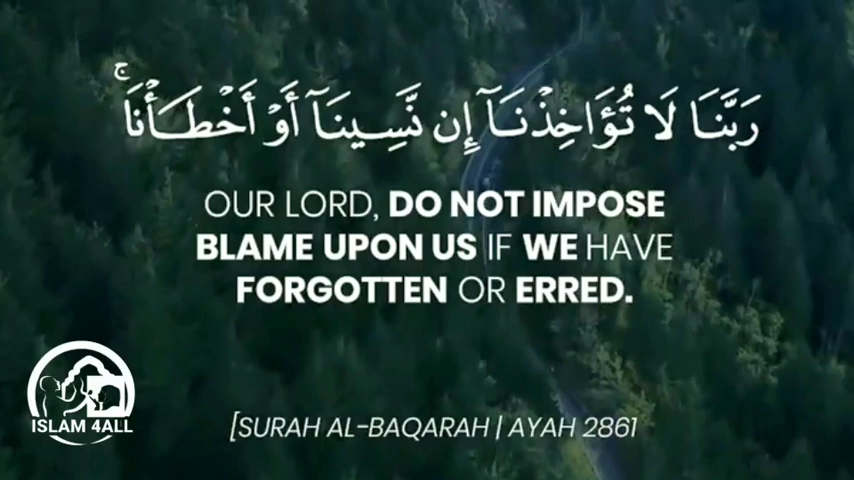 رَبَّنَا لَا تُؤَاخِذْنَآ إِن نَّسِينَآ أَوْ أَخْطَأْنَا ۚ
OUR LORD, DO NOT IMPOSE
BLAME UPON US IF WE HAVE
FORGOTTEN OR ERRED.
ISLAM 4ALL
[SURAH AL-BAQARAH | AYAH 2861